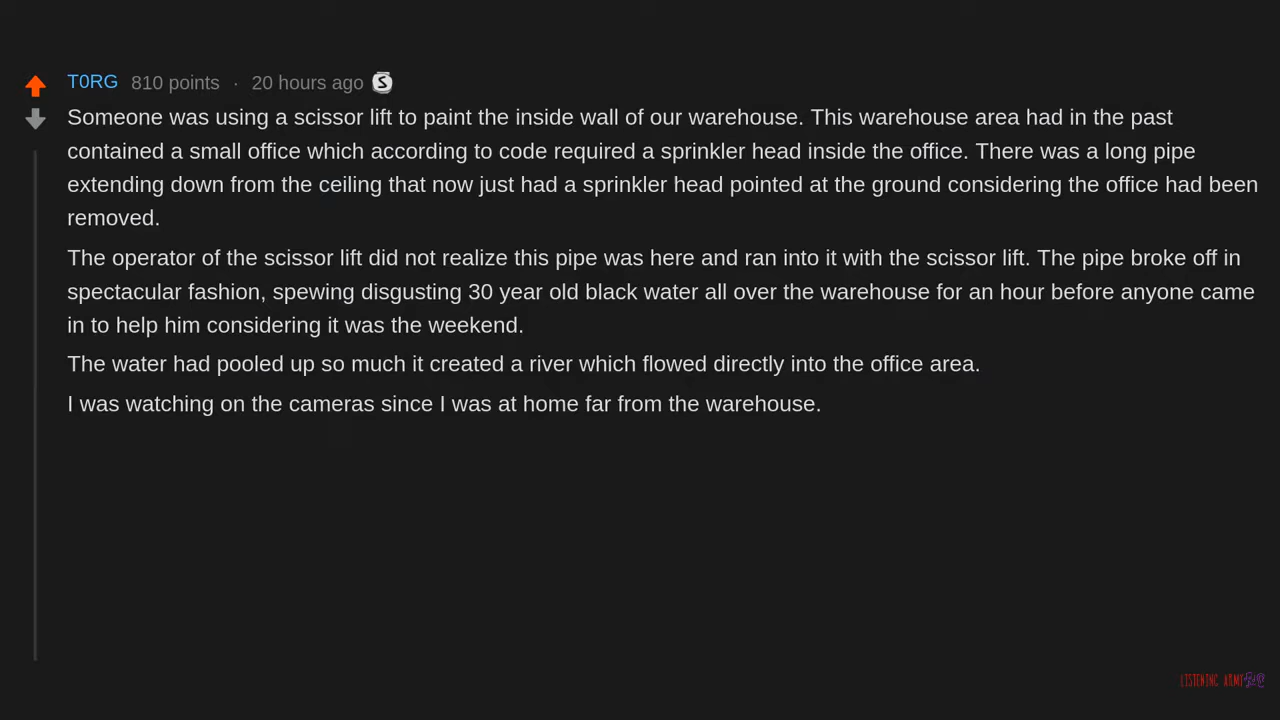 T0RG 810 points · 20 hours ago S
Someone was using a scissor lift to paint the inside wall of our warehouse. This warehouse area had in the past
contained a small office which according to code required a sprinkler head inside the office. There was a long pipe
extending down from the ceiling that now just had a sprinkler head pointed at the ground considering the office had been
removed.
The operator of the scissor lift did not realize this pipe was here and ran into it with the scissor lift. The pipe broke off in
spectacular fashion, spewing disgusting 30 year old black water all over the warehouse for an hour before anyone came
in to help him considering it was the weekend.
The water had pooled up so much it created a river which flowed directly into the office area.
I was watching on the cameras since I was at home far from the warehouse.
LISTENING ARMY